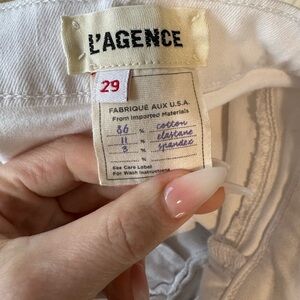 L'AGENCE
29
FABRIQUÉ AUX U.S.A.
From Imported Materials
86 % cotton
11 % elastane
3 % spandex
%
See Care Label
For Wash Instructions